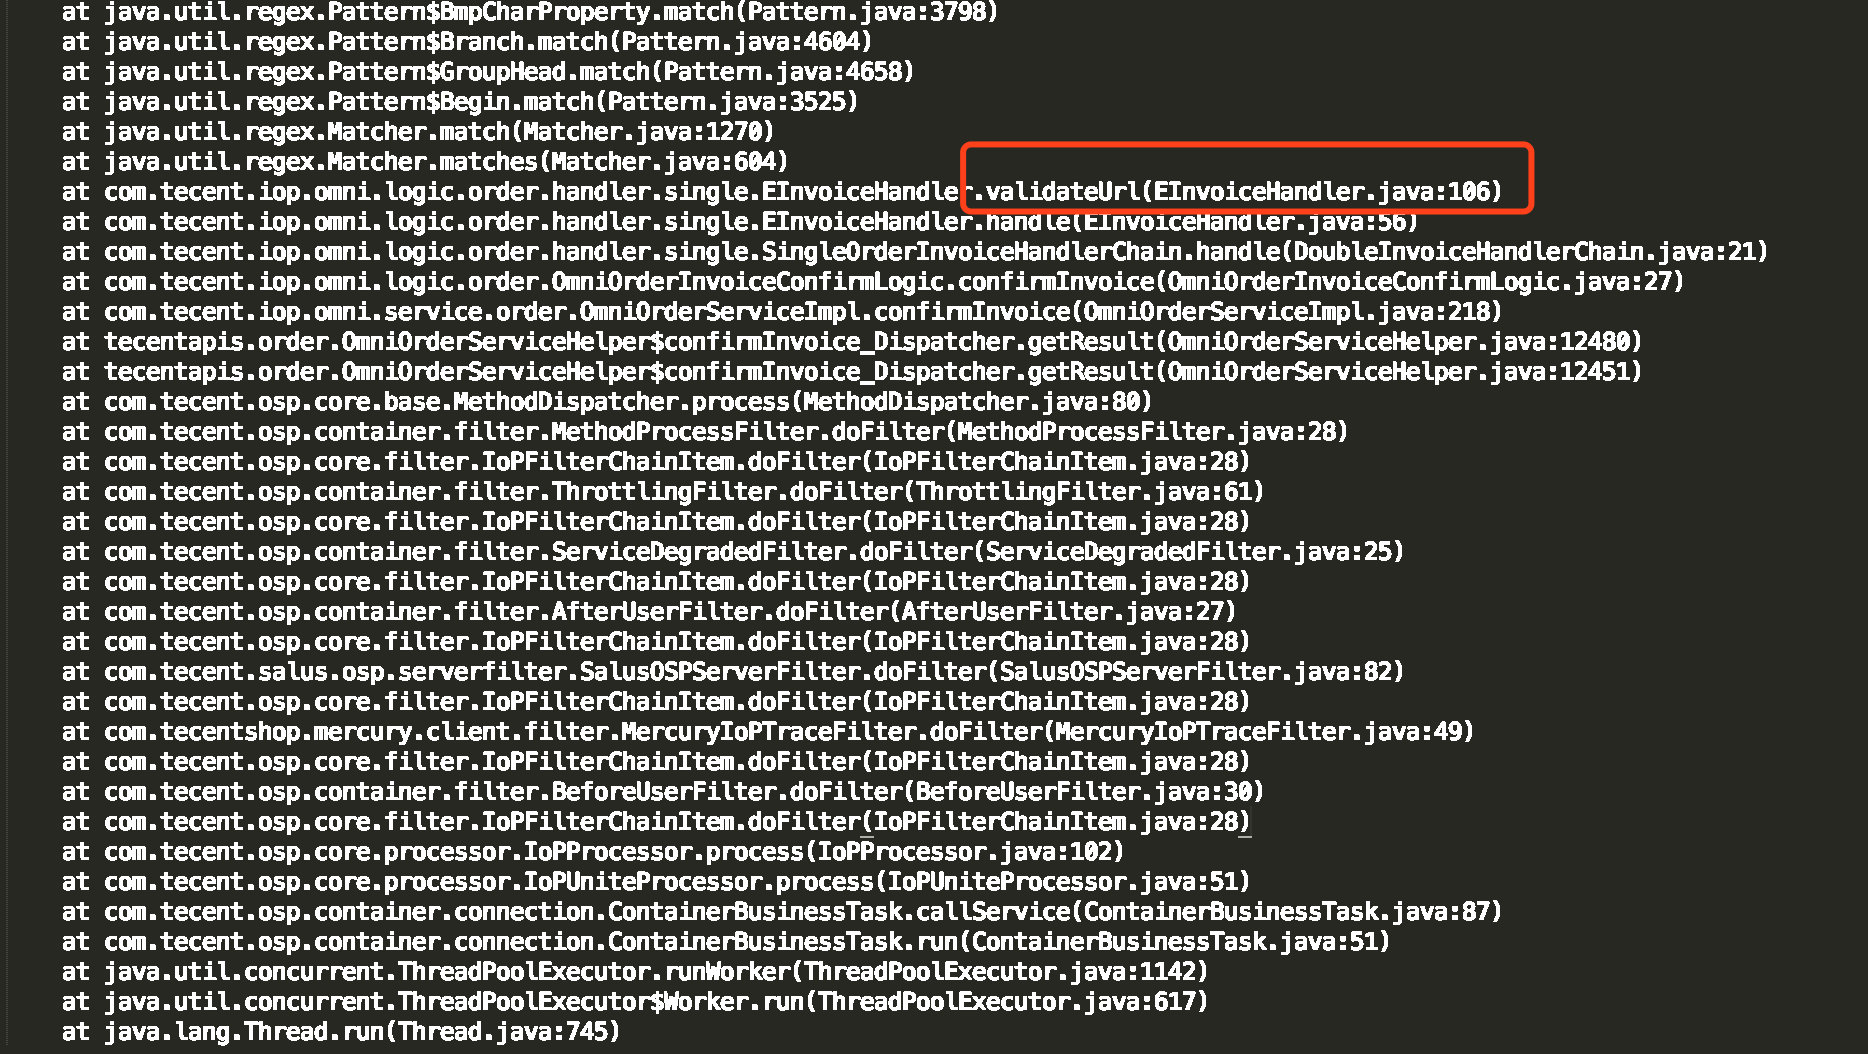 at java.util.regex.Pattern$BmpCharProperty.match(Pattern.java:3798)
at java.util.regex.Pattern$Branch.match(Pattern.java:4604)
at java.util.regex.Pattern$GroupHead.match(Pattern.java:4658)
at java.util.regex.Pattern$Begin.match(Pattern.java:3525)
at java.util.regex.Matcher.match(Matcher.java:1270)
at java.util.regex.Matcher.matches(Matcher.java:604)
at com.tecent.iop.omni.logic.order.handler.single.EInvoiceHandler.validateUrl(EInvoiceHandler.java:106)
at com.tecent.iop.omni.logic.order.handler.single.EInvoiceHandler.handle(EInvoiceHandler.java:56)
at com.tecent.iop.omni.logic.order.handler.single.SingleOrderInvoiceHandlerChain.handle(DoubleInvoiceHandlerChain.java:21)
at com.tecent.iop.omni.logic.order.OmniOrderInvoiceConfirmLogic.confirmInvoice(OmniOrderInvoiceConfirmLogic.java:27)
at com.tecent.iop.omni.service.order.OmniOrderServiceImpl.confirmInvoice(OmniOrderServiceImpl.java:218)
at tecentapis.order.OmniOrderServiceHelper$confirmInvoice_Dispatcher.getResult(OmniOrderServiceHelper.java:12480)
at tecentapis.order.OmniOrderServiceHelper$confirmInvoice_Dispatcher.getResult(OmniOrderServiceHelper.java:12451)
at com.tecent.osp.core.base.MethodDispatcher.process(MethodDispatcher.java:80)
at com.tecent.osp.container.filter.MethodProcessFilter.doFilter(MethodProcessFilter.java:28)
at com.tecent.osp.core.filter.IoPFilterChainItem.doFilter(IoPFilterChainItem.java:28)
at com.tecent.osp.container.filter.ThrottlingFilter.doFilter(ThrottlingFilter.java:61)
at com.tecent.osp.core.filter.IoPFilterChainItem.doFilter(IoPFilterChainItem.java:28)
at com.tecent.osp.container.filter.ServiceDegradedFilter.doFilter(ServiceDegradedFilter.java:25)
at com.tecent.osp.core.filter.IoPFilterChainItem.doFilter(IoPFilterChainItem.java:28)
at com.tecent.osp.container.filter.AfterUserFilter.doFilter(AfterUserFilter.java:27)
at com.tecent.osp.core.filter.IoPFilterChainItem.doFilter(IoPFilterChainItem.java:28)
at com.tecent.salus.osp.serverfilter.SalusOSPServerFilter.doFilter(SalusOSPServerFilter.java:82)
at com.tecent.osp.core.filter.IoPFilterChainItem.doFilter(IoPFilterChainItem.java:28)
at com.tecentshop.mercury.client.filter.MercuryIoPTraceFilter.doFilter(MercuryIoPTraceFilter.java:49)
at com.tecent.osp.core.filter.IoPFilterChainItem.doFilter(IoPFilterChainItem.java:28)
at com.tecent.osp.container.filter.BeforeUserFilter.doFilter(BeforeUserFilter.java:30)
at com.tecent.osp.core.filter.IoPFilterChainItem.doFilter(IoPFilterChainItem.java:28)
at com.tecent.osp.core.processor.IoPProcessor.process(IoPProcessor.java:102)
at com.tecent.osp.core.processor.IoPUniteProcessor.process(IoPUniteProcessor.java:51)
at com.tecent.osp.container.connection.ContainerBusinessTask.callService(ContainerBusinessTask.java:87)
at com.tecent.osp.container.connection.ContainerBusinessTask.run(ContainerBusinessTask.java:51)
at java.util.concurrent.ThreadPoolExecutor.runWorker(ThreadPoolExecutor.java:1142)
at java.util.concurrent.ThreadPoolExecutor$Worker.run(ThreadPoolExecutor.java:617)
at java.lang.Thread.run(Thread.java:745)